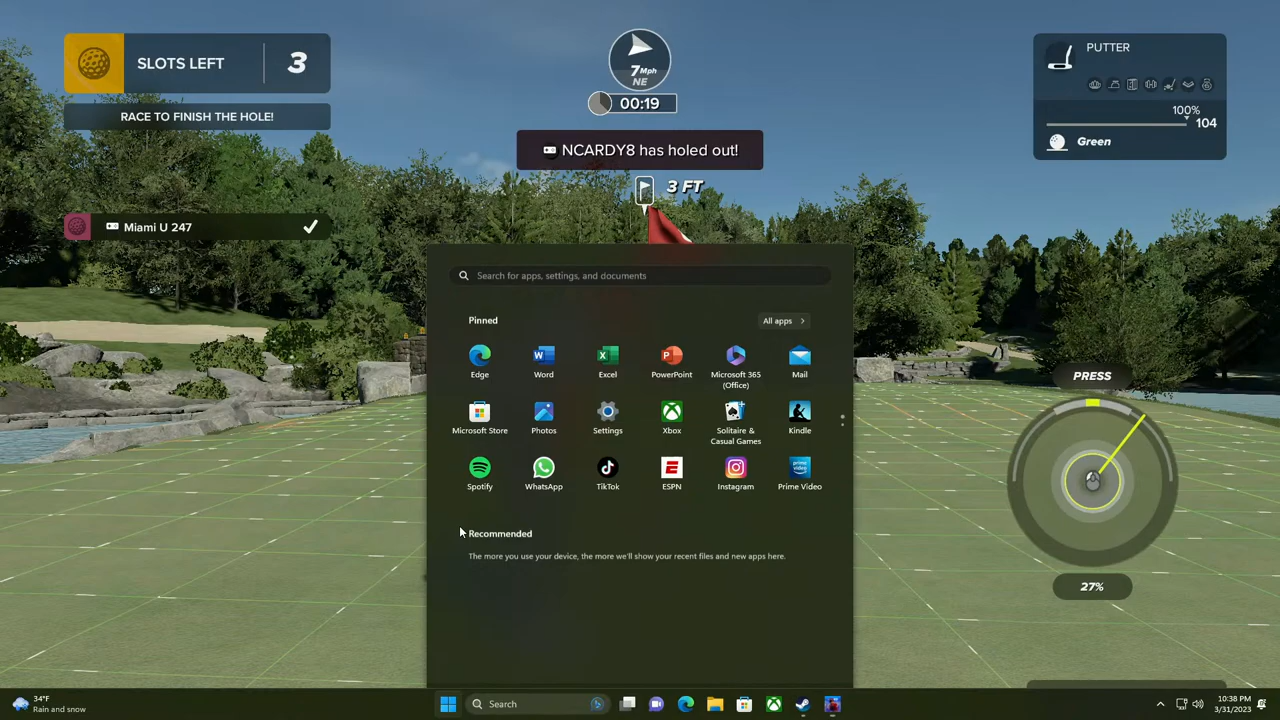 SLOTS LEFT 3
RACE TO FINISH THE HOLE!
Miami U 247
7Mph
NE
00:19
NCARDY8 has holed out!
3 FT
PUTTER
100%
104
Green
Search for apps, settings, and documents
Pinned
All apps
Edge
Word
Excel
PowerPoint
Microsoft 365
(Office)
Mail
Microsoft Store
Photos
Settings
Xbox
Solitaire &
Casual Games
Kindle
Spotify
WhatsApp
TikTok
ESPN
Instagram
prime video
Prime Video
Recommended
The more you use your device, the more we'll show your recent files and new apps here.
PRESS
27%
34°F
Rain and snow
Search
10:38 PM
3/31/2023